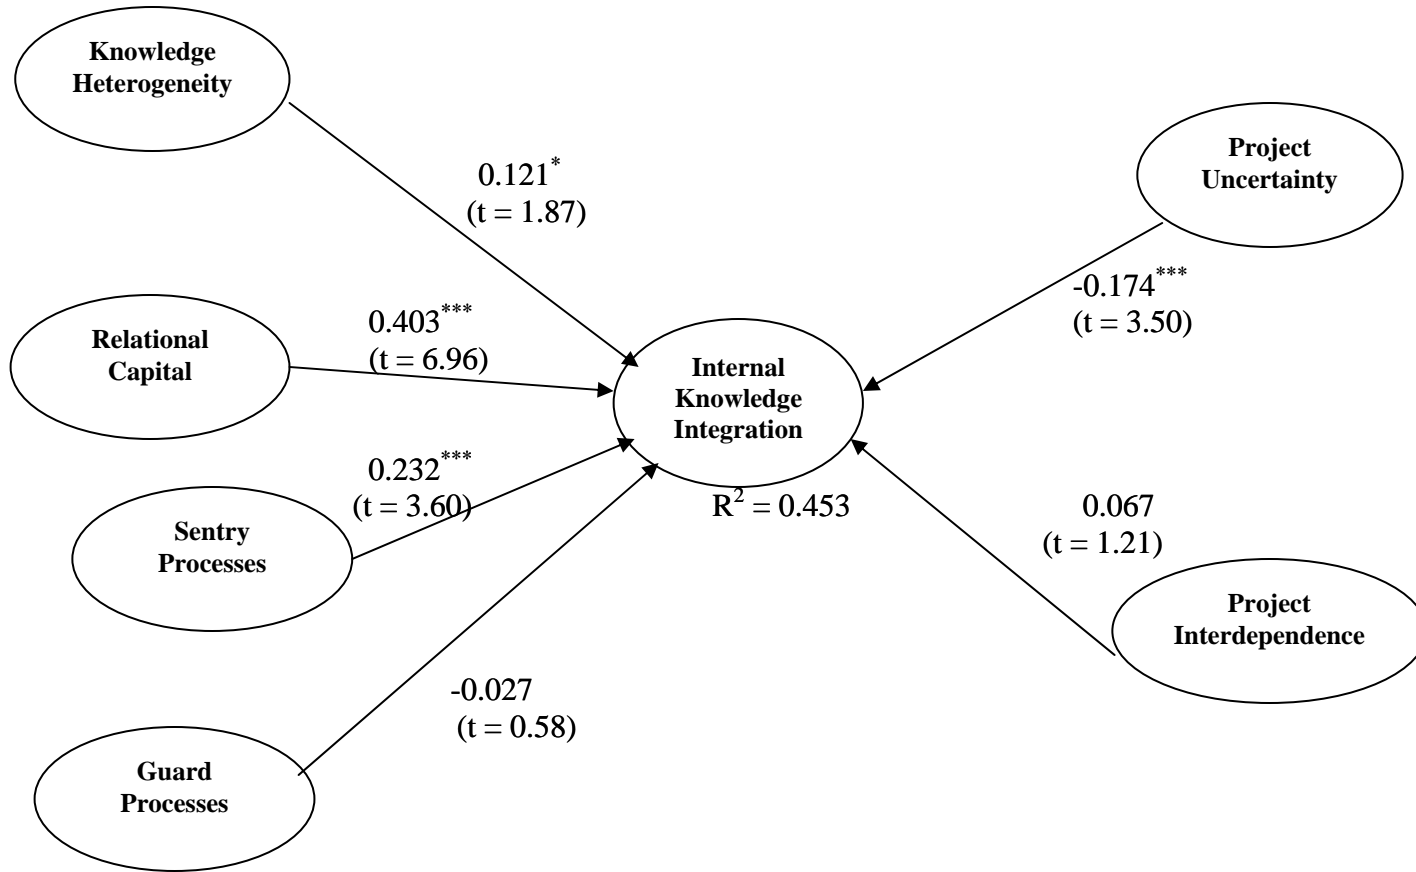 Knowledge
Heterogeneity
0.121*
(t = 1.87)
Project
Uncertainty
-0.174***
(t = 3.50)
Relational
Capital
0.403***
(t = 6.96)
Internal
Knowledge
Integration
R² = 0.453
Sentry
Processes
0.232***
(t = 3.60)
0.067
(t = 1.21)
Project
Interdependence
Guard
Processes
-0.027
(t = 0.58)